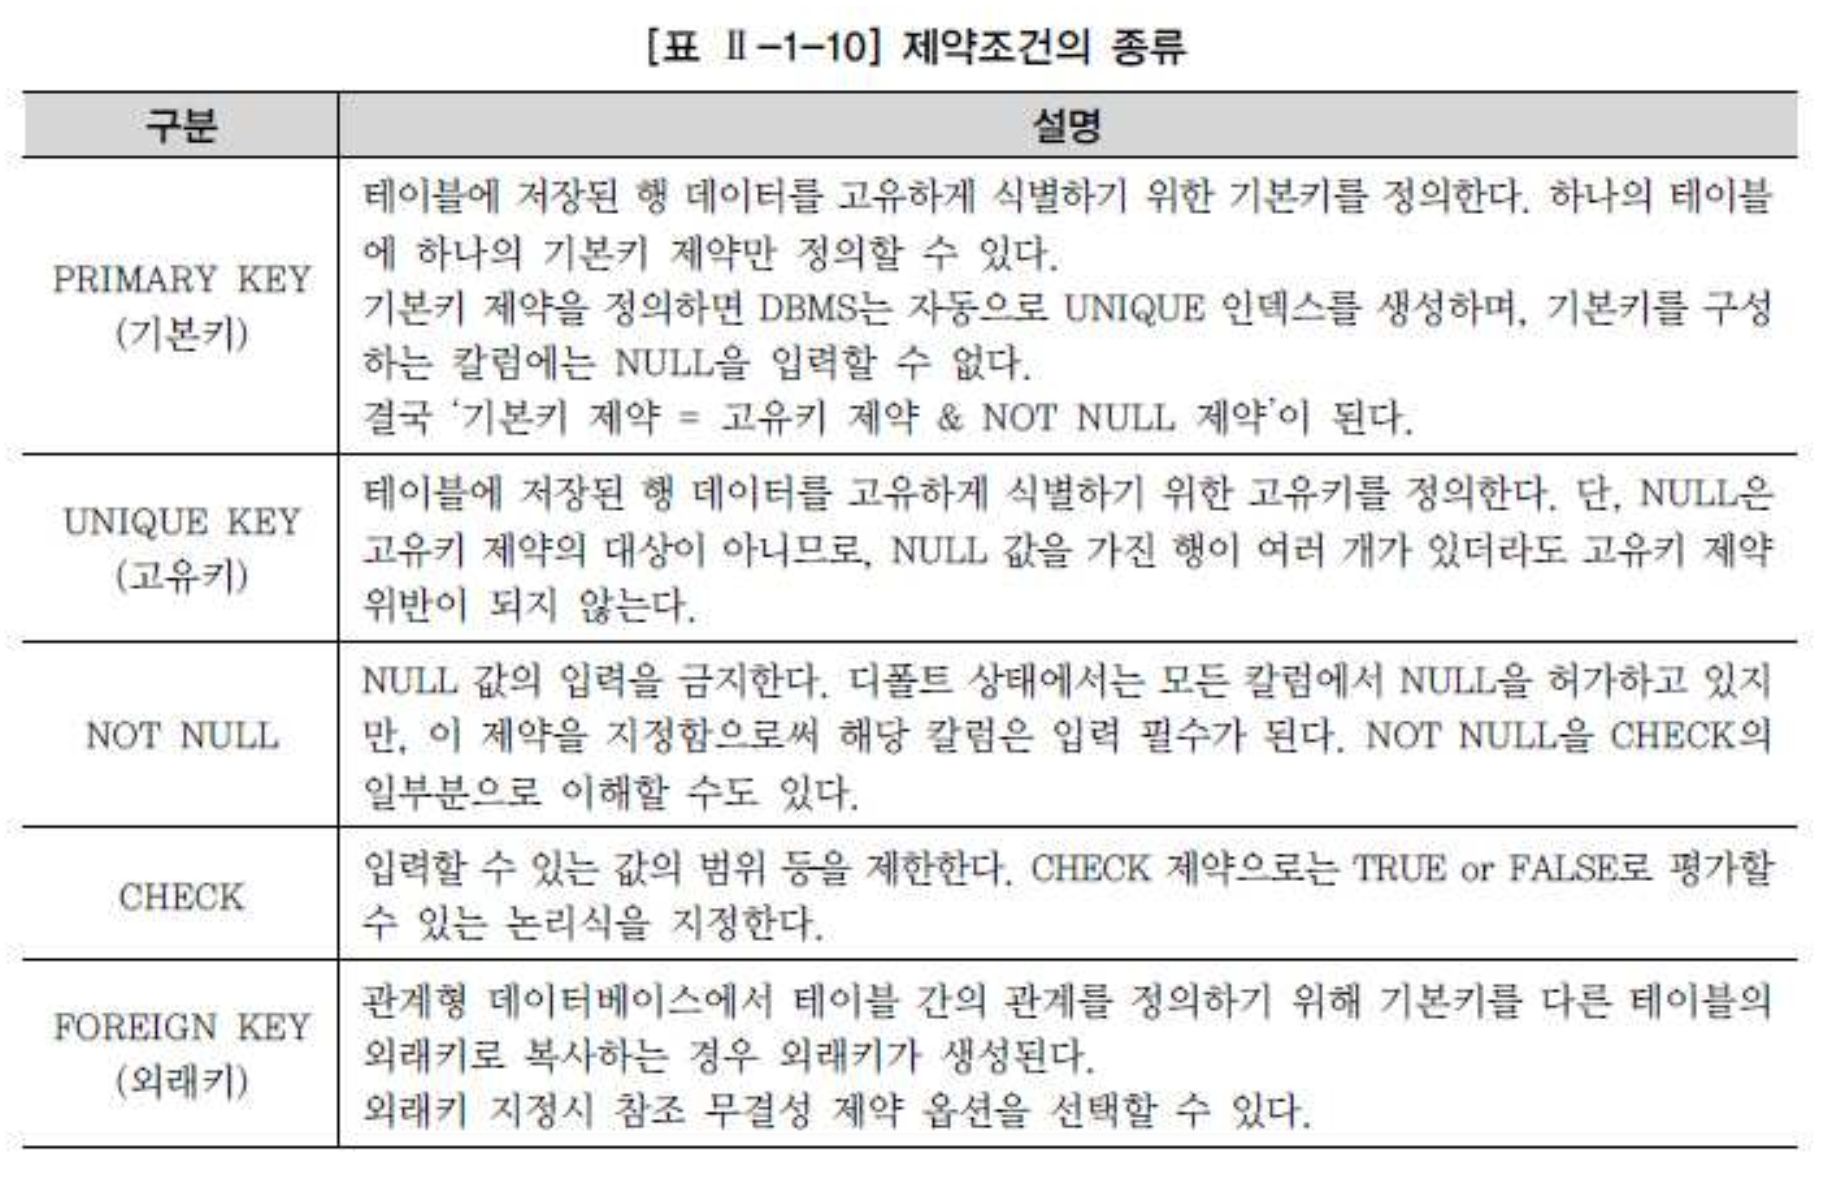 [표 Ⅱ-1-10] 제약조건의 종류
구분 설명
PRIMARY KEY
(기본키)
테이블에 저장된 행 데이터를 고유하게 식별하기 위한 기본키를 정의한다. 하나의 테이블
에 하나의 기본키 제약만 정의할 수 있다.
기본키 제약을 정의하면 DBMS는 자동으로 UNIQUE 인덱스를 생성하며, 기본키를 구성
하는 칼럼에는 NULL을 입력할 수 없다.
결국 ‘기본키 제약 = 고유키 제약 & NOT NULL 제약’이 된다.
UNIQUE KEY
(고유키)
테이블에 저장된 행 데이터를 고유하게 식별하기 위한 고유키를 정의한다. 단, NULL은
고유키 제약의 대상이 아니므로, NULL 값을 가진 행이 여러 개가 있더라도 고유키 제약
위반이 되지 않는다.
NOT NULL
NULL 값의 입력을 금지한다. 디폴트 상태에서는 모든 칼럼에서 NULL을 허가하고 있지
만, 이 제약을 지정함으로써 해당 칼럼은 입력 필수가 된다. NOT NULL을 CHECK의
일부분으로 이해할 수도 있다.
CHECK
입력할 수 있는 값의 범위 등을 제한한다. CHECK 제약으로는 TRUE or FALSE로 평가할
수 있는 논리식을 지정한다.
FOREIGN KEY
(외래키)
관계형 데이터베이스에서 테이블 간의 관계를 정의하기 위해 기본키를 다른 테이블의
외래키로 복사하는 경우 외래키가 생성된다.
외래키 지정시 참조 무결성 제약 옵션을 선택할 수 있다.